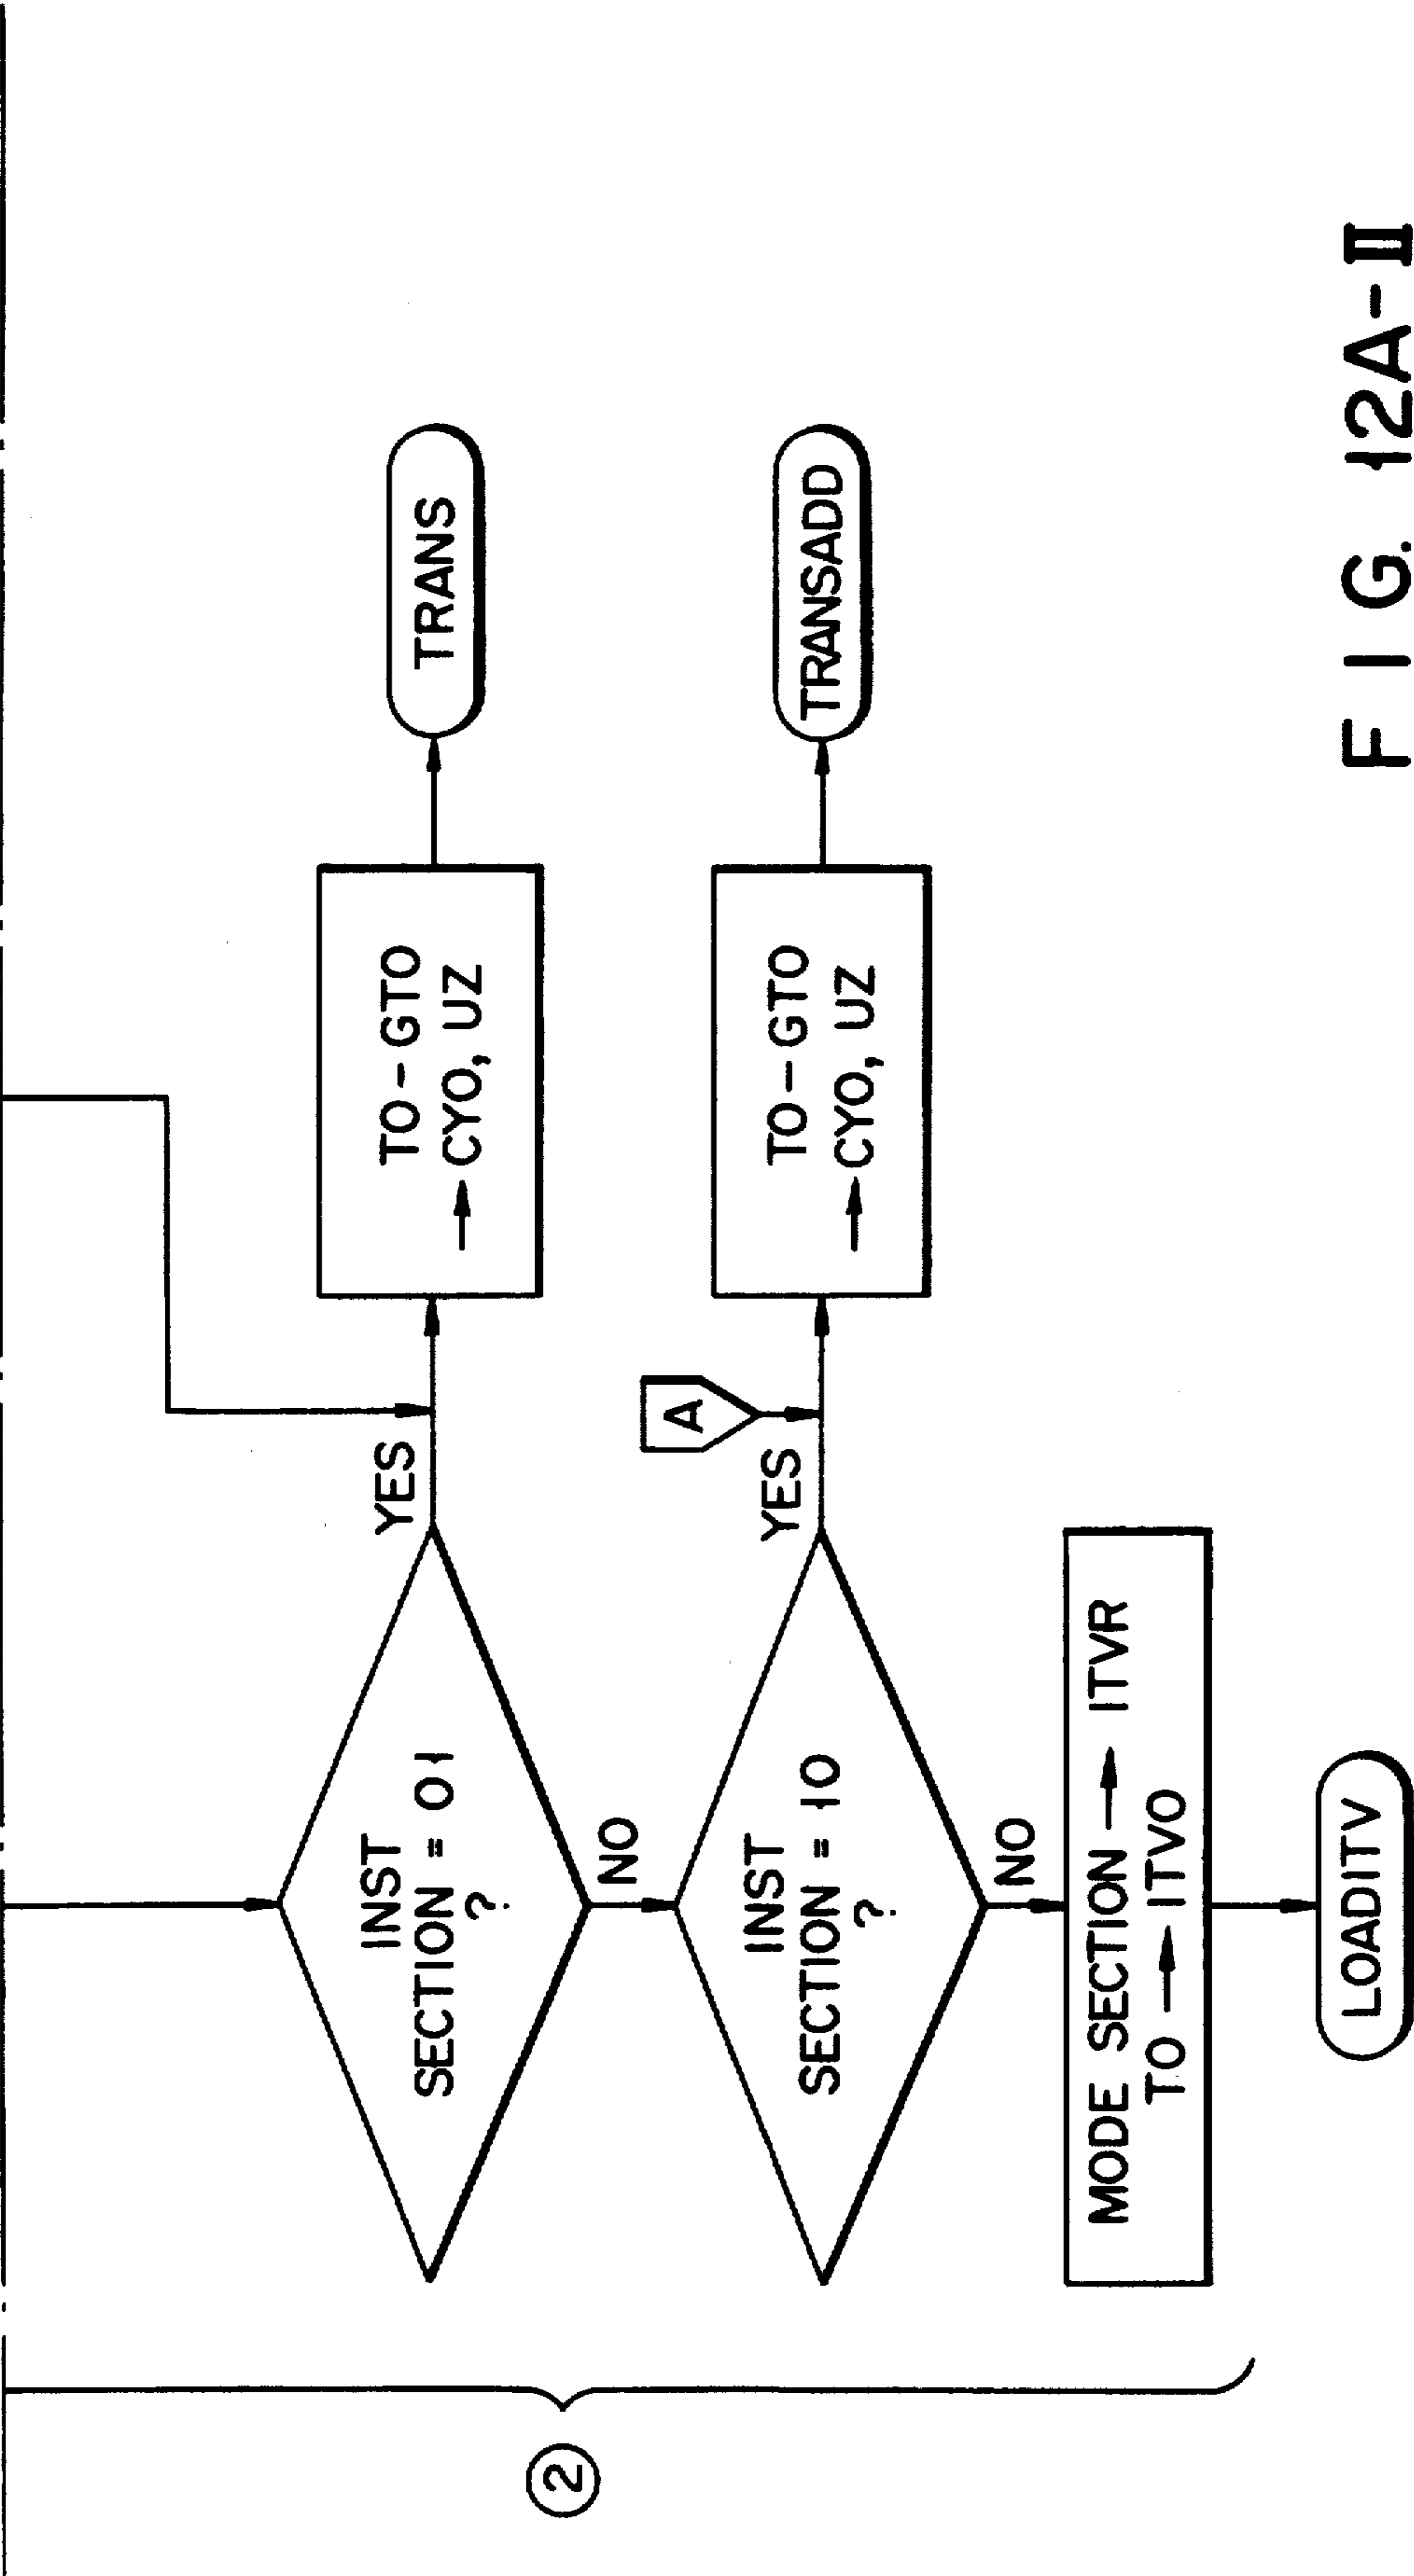 INST
SECTION = 01
?
YES
TO-GTO
→ CYO, UZ
TRANS
NO
INST
SECTION = 10
?
YES
A
TO-GTO
→ CYO, UZ
TRANSADD
NO
MODE SECTION → ITVR
TO → ITVO
LOADITV
2
FIG. 12A-II